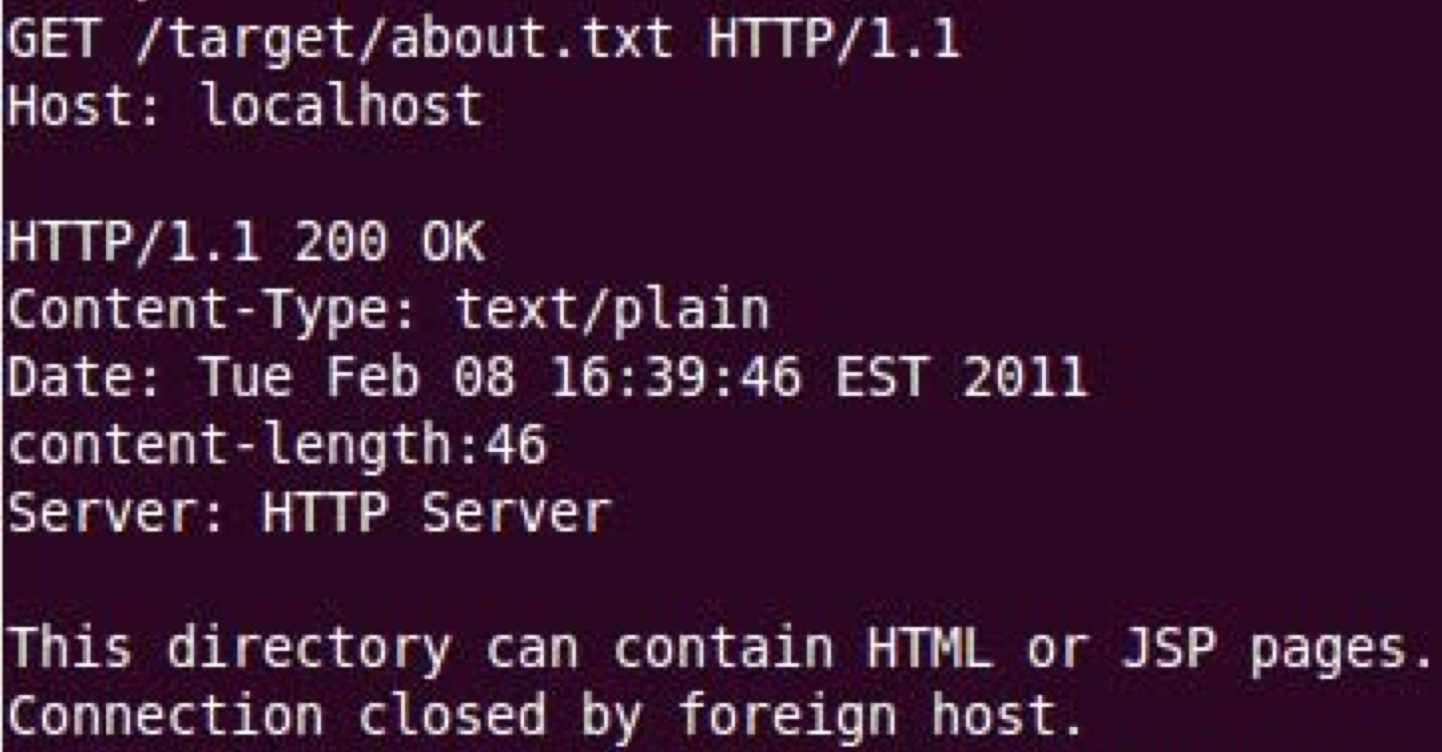 GET /target/about.txt HTTP/1.1
Host: localhost
HTTP/1.1 200 OK
Content-Type: text/plain
Date: Tue Feb 08 16:39:46 EST 2011
content-length:46
Server: HTTP Server
This directory can contain HTML or JSP pages.
Connection closed by foreign host.